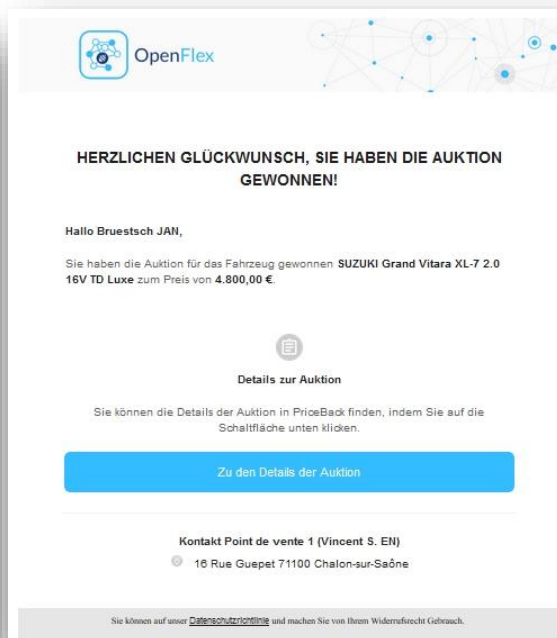 OpenFlex
HERZLICHEN GLÜCKWUNSCH, SIE HABEN DIE AUKTION
GEWONNEN!
Hallo Bruestsch JAN,
Sie haben die Auktion für das Fahrzeug gewonnen SUZUKI Grand Vitara XL-7 2.0
16V TD Luxe zum Preis von 4.800,00 €.
Details zur Auktion
Sie können die Details der Auktion in PriceBack finden, indem Sie auf die
Schaltfläche unten klicken.
Zu den Details der Auktion
Kontakt Point de vente 1 (Vincent S. EN)
16 Rue Guepet 71100 Chalon-sur-Saône
Sie können auf unser Datenschutzrichtlinie und machen Sie von Ihrem Widerrufsrecht Gebrauch.